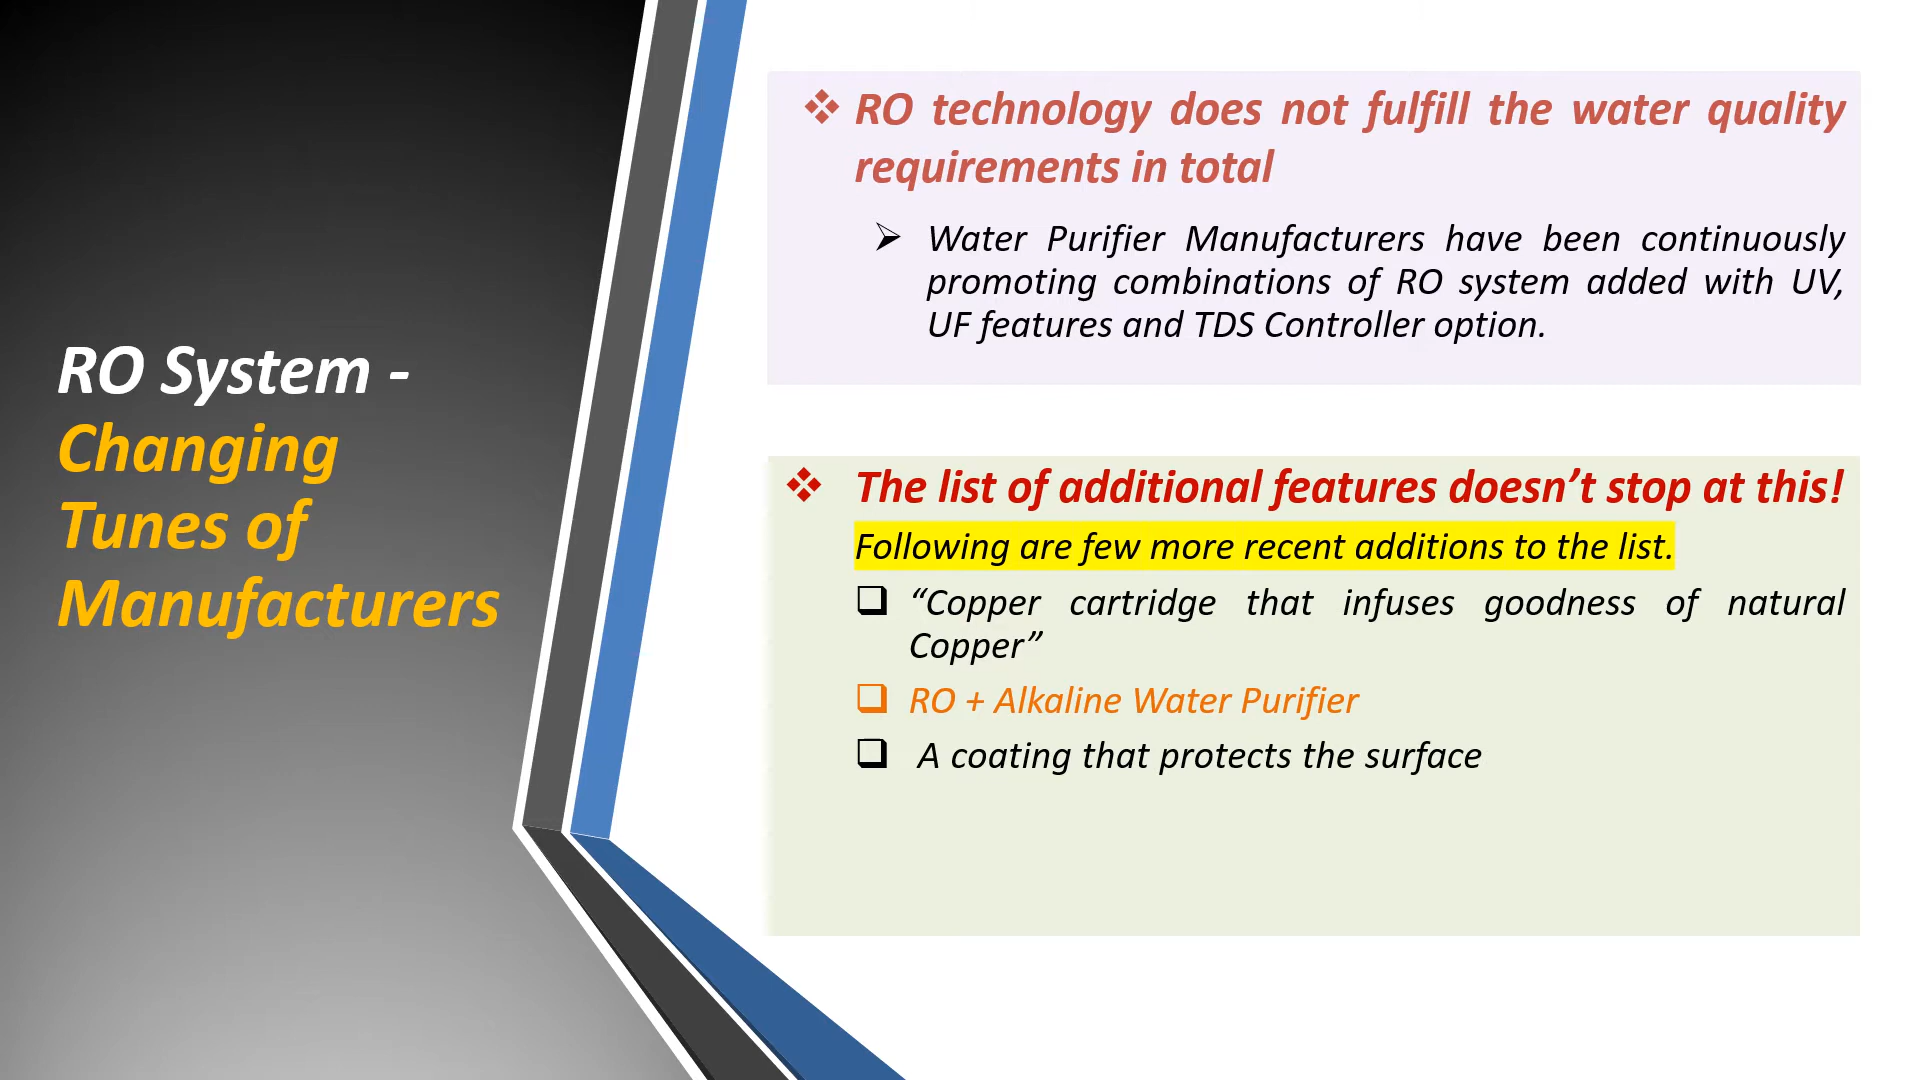 RO System -
Changing
Tunes of
Manufacturers
RO technology does not fulfill the water quality
requirements in total
Water Purifier Manufacturers have been continuously
promoting combinations of RO system added with UV,
UF features and TDS Controller option.
The list of additional features doesn’t stop at this!
Following are few more recent additions to the list.
“Copper cartridge that infuses goodness of natural
Copper”
RO + Alkaline Water Purifier
A coating that protects the surface